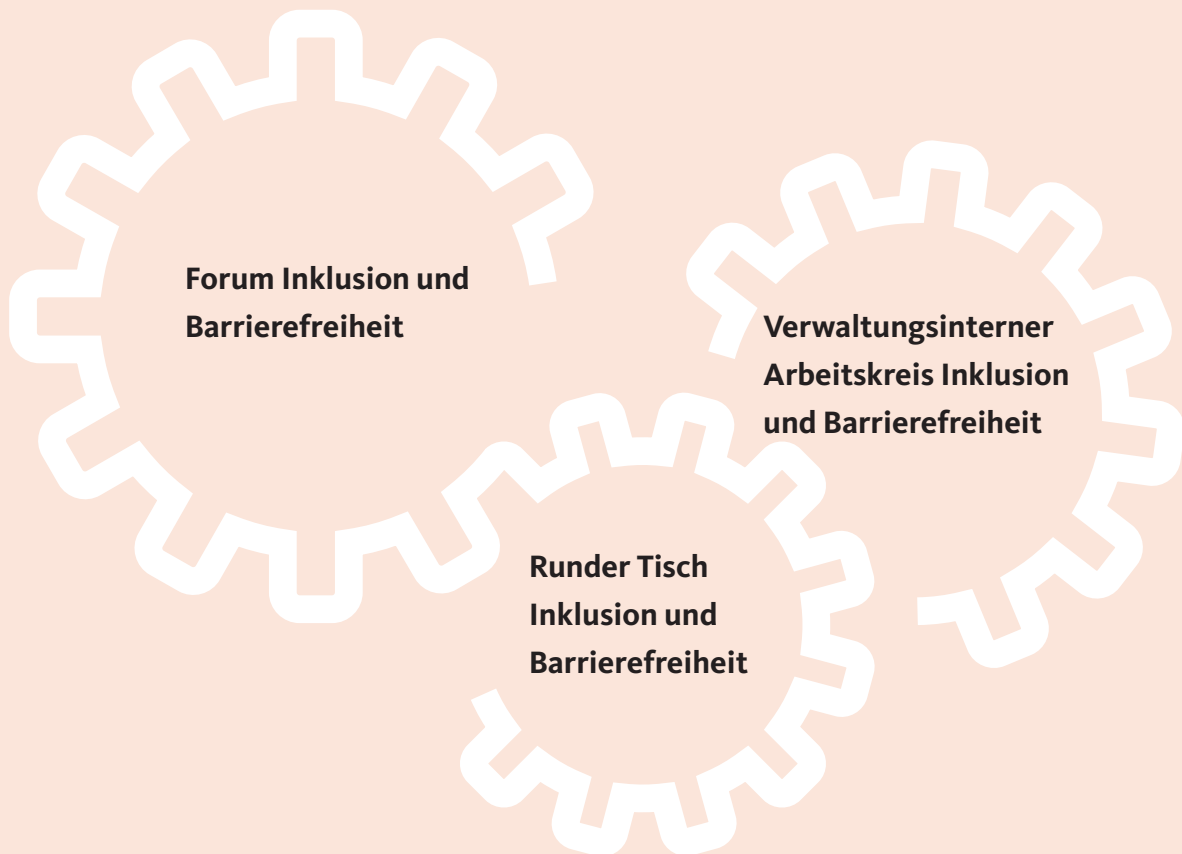 Forum Inklusion und
Barrierefreiheit
Verwaltungsinterner
Arbeitskreis Inklusion
und Barrierefreiheit
Runder Tisch
Inklusion und
Barrierefreiheit